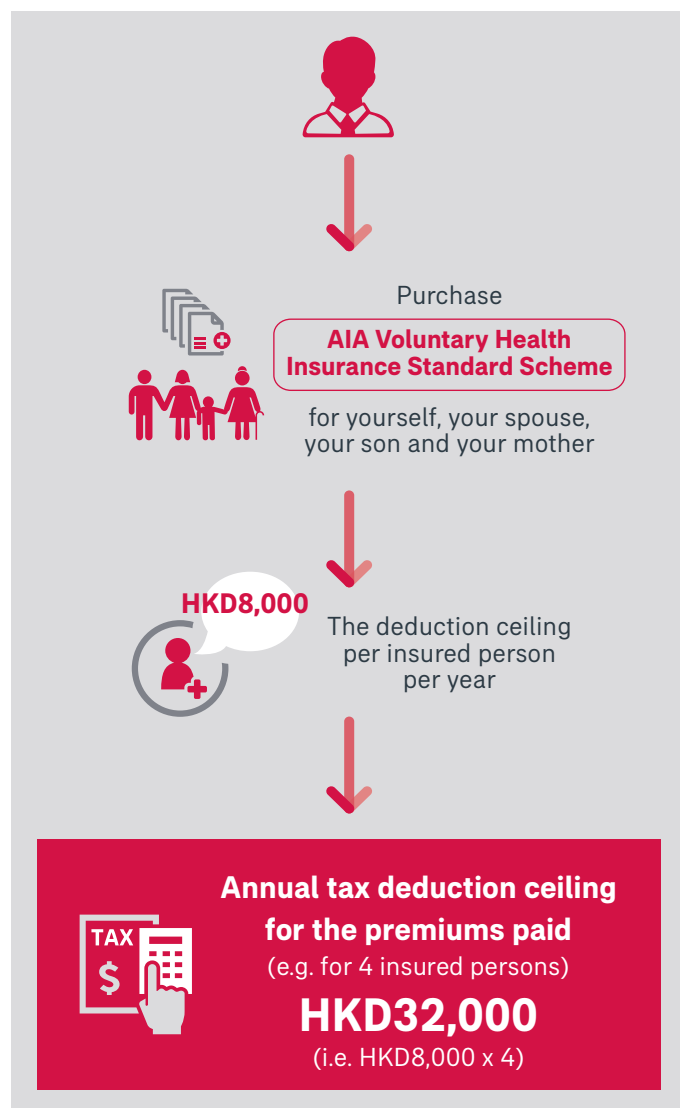 Purchase
AIA Voluntary Health
Insurance Standard Scheme
for yourself, your spouse,
your son and your mother
HKD8,000
The deduction ceiling
per insured person
per year
TAX
$
Annual tax deduction ceiling
for the premiums paid
(e.g. for 4 insured persons)
HKD32,000
(i.e. HKD8,000 x 4)